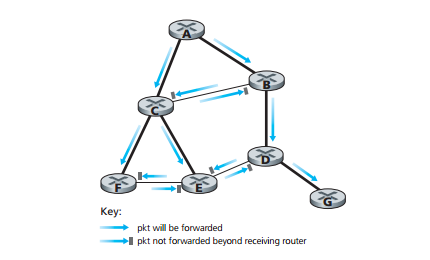 A
B
C
D
F
E
G
Key:
pkt will be forwarded
pkt not forwarded beyond receiving router